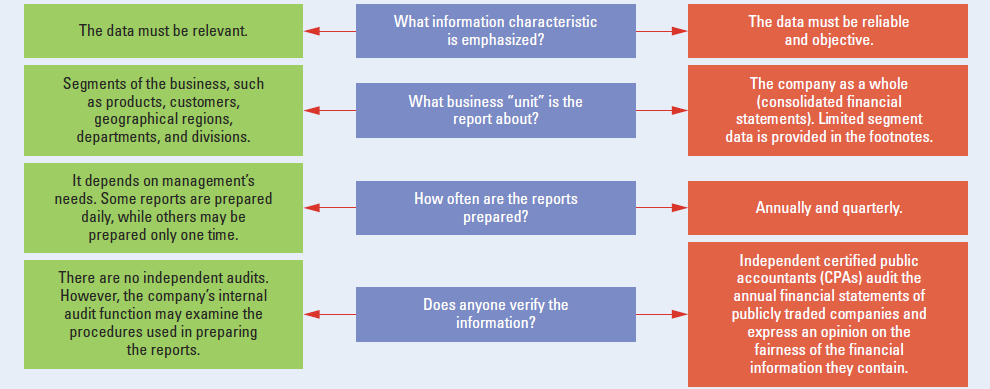 The data must be relevant.
What information characteristic
is emphasized?
The data must be reliable
and objective.
Segments of the business, such
as products, customers,
geographical regions,
departments, and divisions.
What business “unit” is the
report about?
The company as a whole
(consolidated financial
statements). Limited segment
data is provided in the footnotes.
It depends on management’s
needs. Some reports are prepared
daily, while others may be
prepared only one time.
How often are the reports
prepared?
Annually and quarterly.
There are no independent audits.
However, the company’s internal
audit function may examine the
procedures used in preparing
the reports.
Does anyone verify the
information?
Independent certified public
accountants (CPAs) audit the
annual financial statements of
publicly traded companies and
express an opinion on the
fairness of the financial
information they contain.